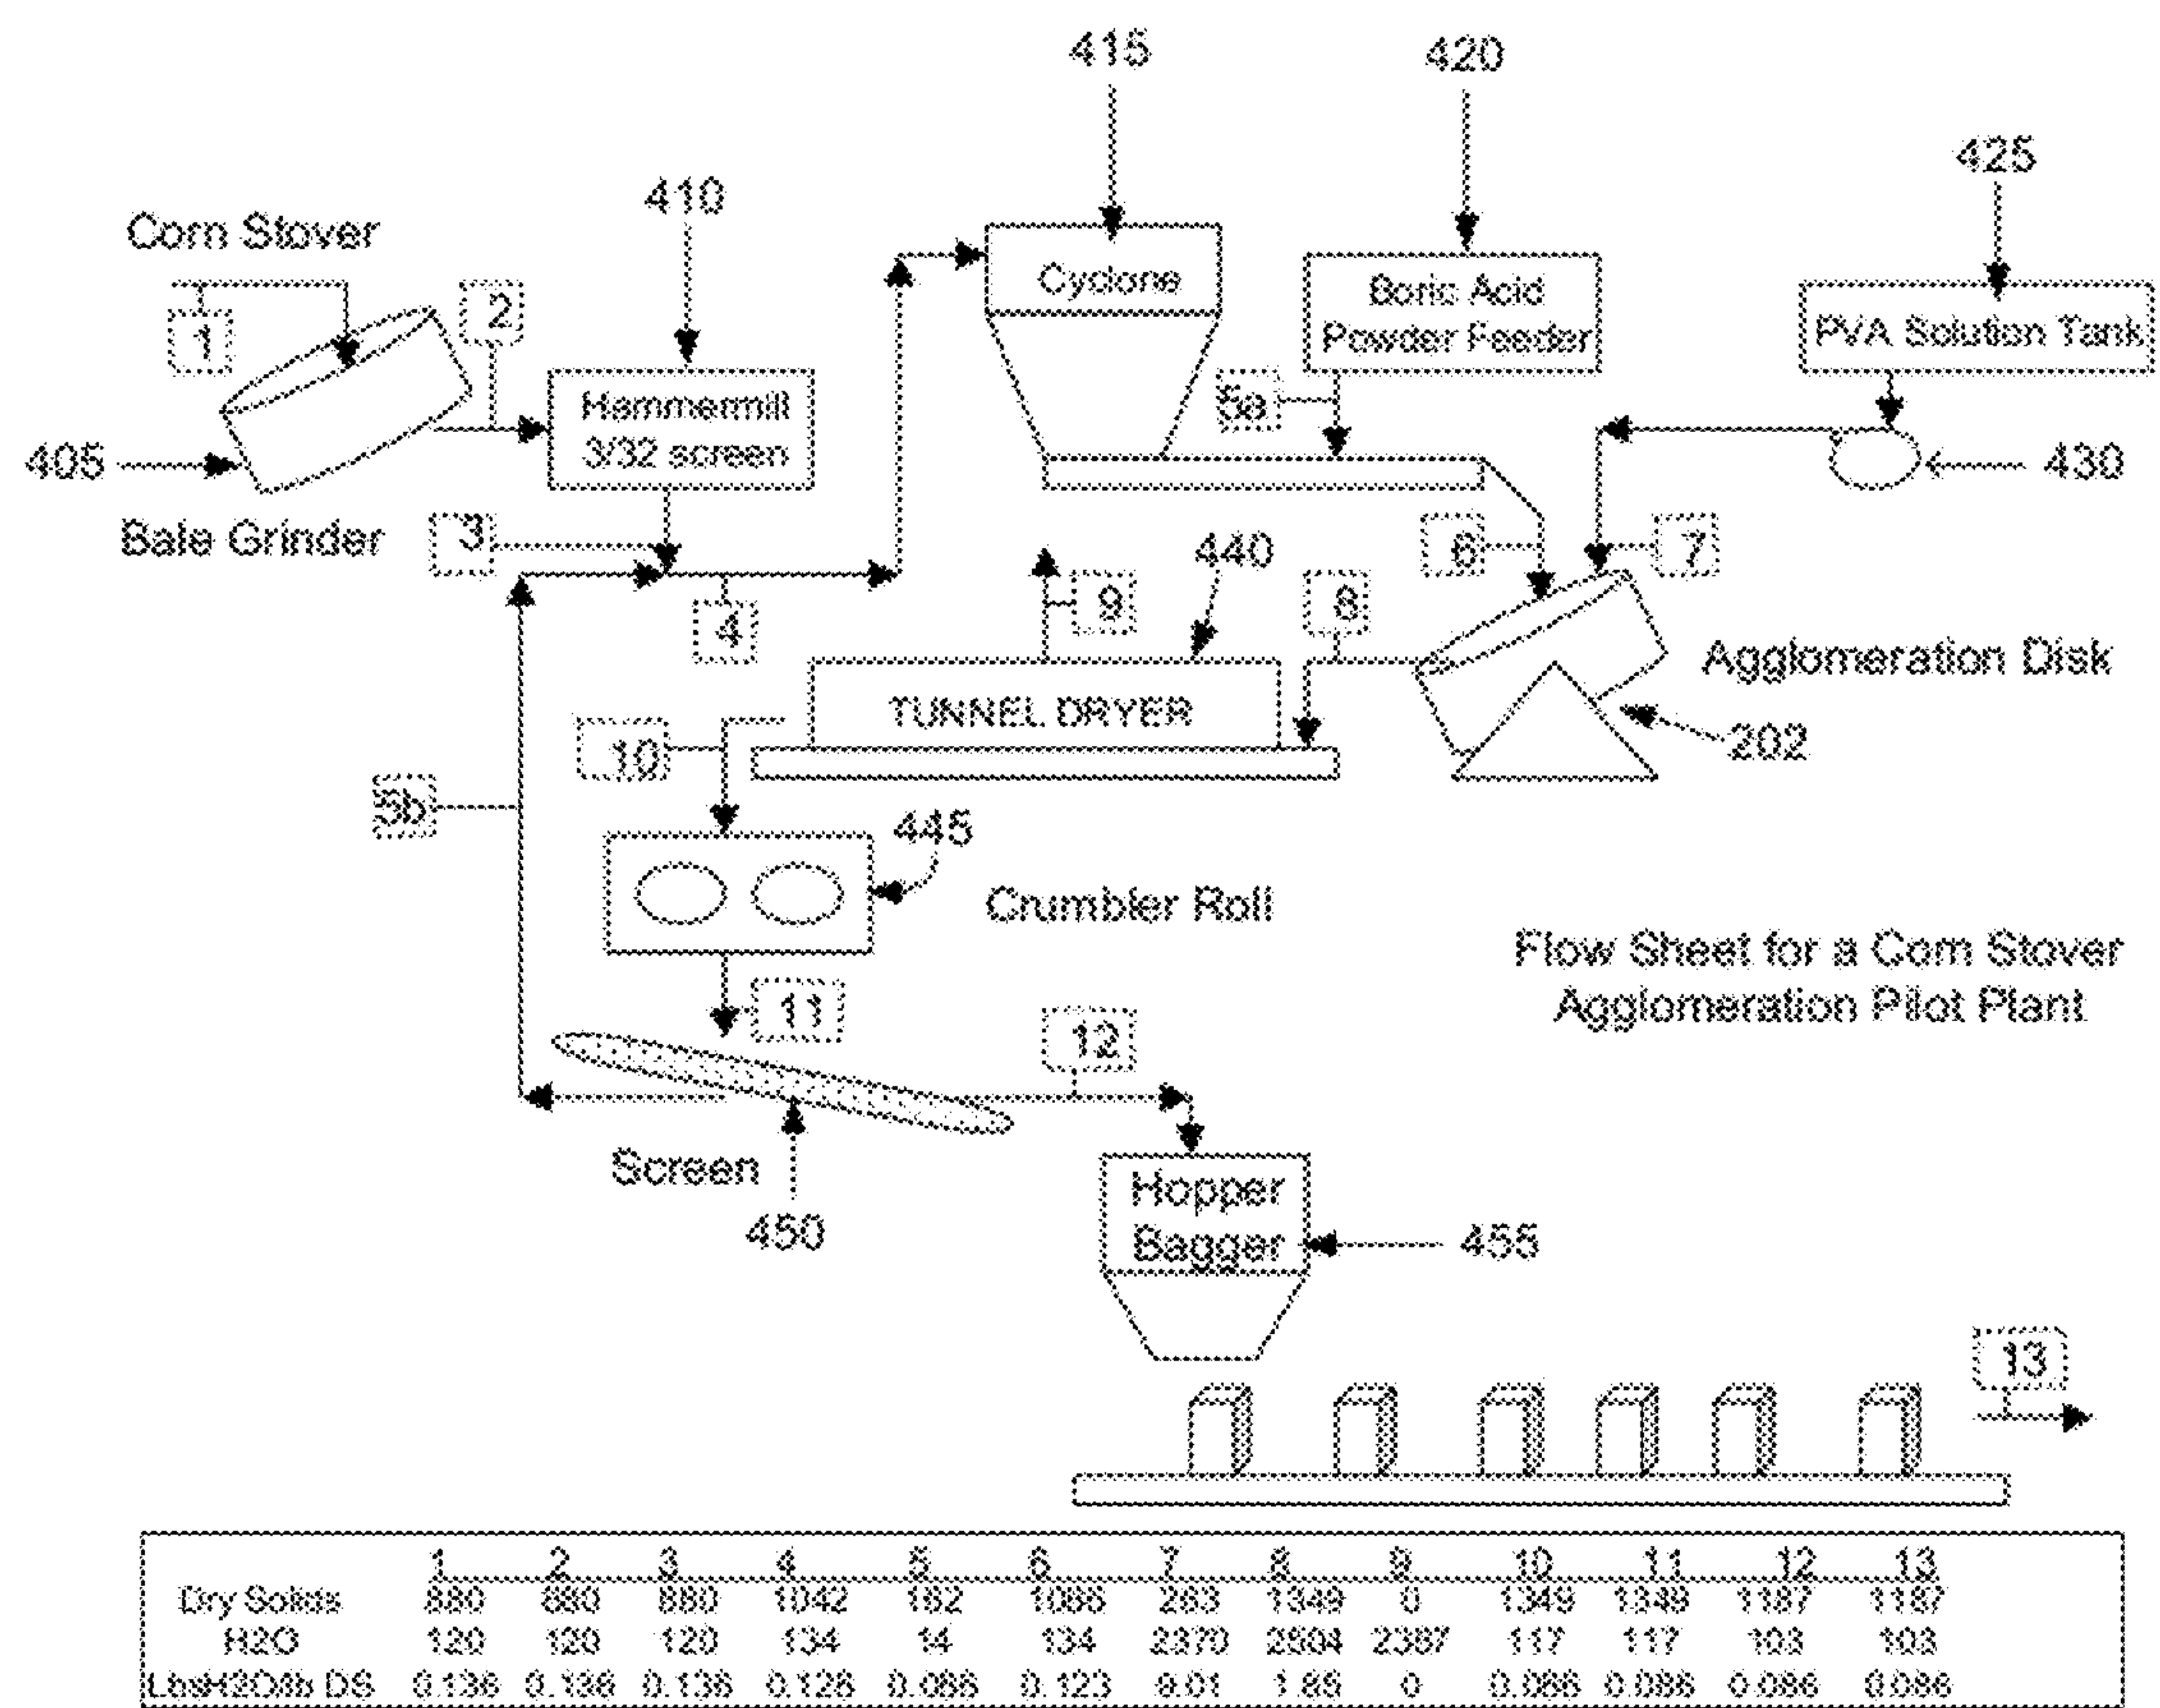 415
420
425
410
Corn Stover
1
2
Cyclone
Boric Acid
Powder Feeder
PVA Solution Tank
5a
Hammermill
3/32 screen
405
430
Bale Grinder
3
6
7
440
4
9
8
Agglomeration Disk
TUNNEL DRYER
202
10
5b
445
Crumbler Roll
Flow Sheet for a Corn Stover
Agglomeration Pilot Plant
11
12
Screen
450
Hopper
Bagger
455
13
1 2 3 4 5 6 7 8 9 10 11 12 13
Dry Solids 880 880 880 1042 162 1086 263 1349 0 1349 1349 1187 1187
H2O 120 120 120 134 14 134 2370 2504 2387 117 117 103 103
LbsH2O/lb DS 0.136 0.136 0.136 0.128 0.086 0.123 9.01 0 0.086 0.086 0.086 0.086